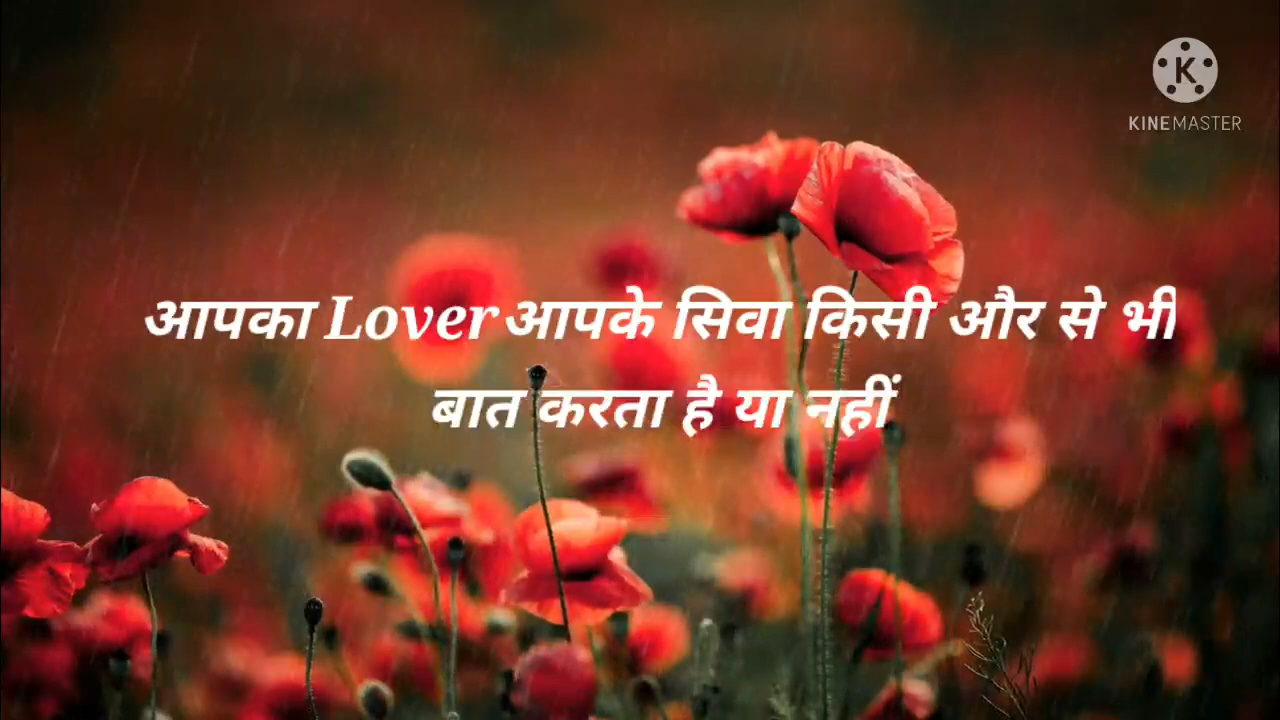 KINEMASTER
आपका Lover आपके सिवा किसी और से भी
बात करता है या नहीं